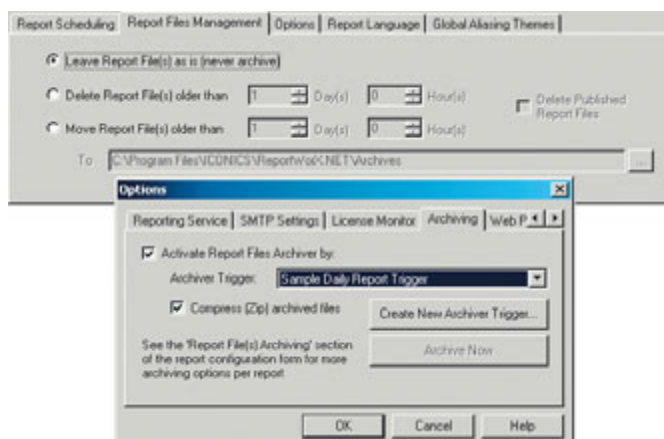 Report Scheduling Report Files Management Options Report Language Global Aliasing Themes
Leave Report File(s) as is (never archive)
Delete Report File(s) older than 1 Day(s) 0 Hour(s) Delete Published Report Files
Move Report File(s) older than 1 Day(s) 0 Hour(s)
To C:\Program Files\ICONICS\ReportWorX.NET\Archives ...
Options
Reporting Service SMTP Settings License Monitor Archiving Web P
Activate Report Files Archiver by:
Archiver Trigger: Sample Daily Report Trigger
Compress (Zip) archived files
Create New Archiver Trigger...
See the 'Report File(s) Archiving' section
of the report configuration form for more
archiving options per report
Archive Now
OK Cancel Help